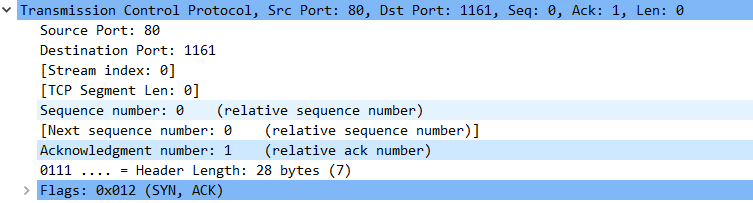 Transmission Control Protocol, Src Port: 80, Dst Port: 1161, Seq: 0, Ack: 1, Len: 0
Source Port: 80
Destination Port: 1161
[Stream index: 0]
[TCP Segment Len: 0]
Sequence number: 0    (relative sequence number)
[Next sequence number: 0    (relative sequence number)]
Acknowledgment number: 1    (relative ack number)
0111 .... = Header Length: 28 bytes (7)
Flags: 0x012 (SYN, ACK)